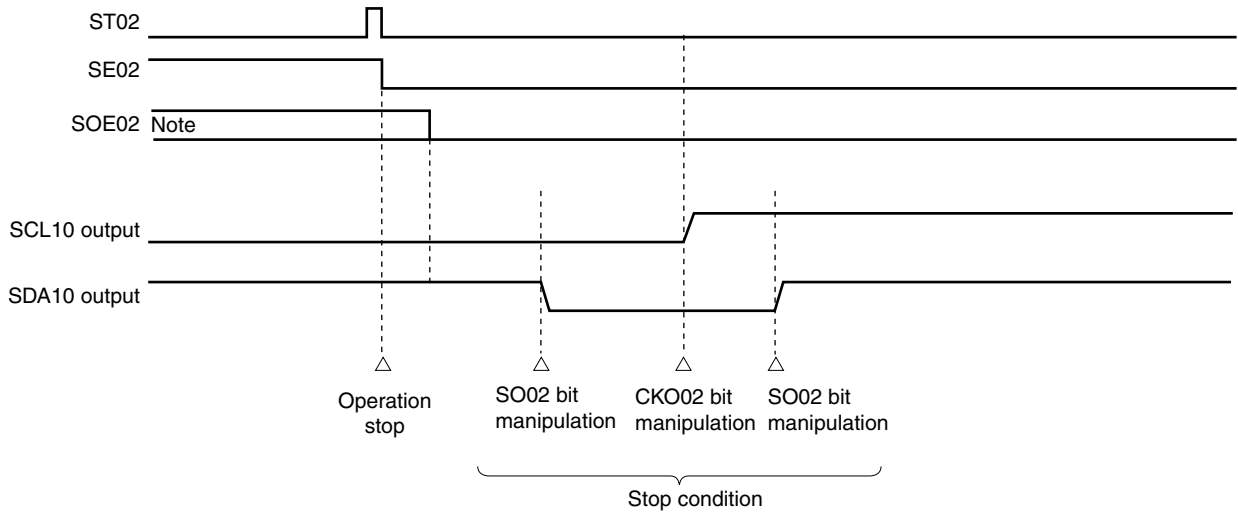 ST02
SE02
SOE02 Note
SCL10 output
SDA10 output
Operation
stop
SO02 bit
manipulation
CKO02 bit
manipulation
SO02 bit
manipulation
Stop condition